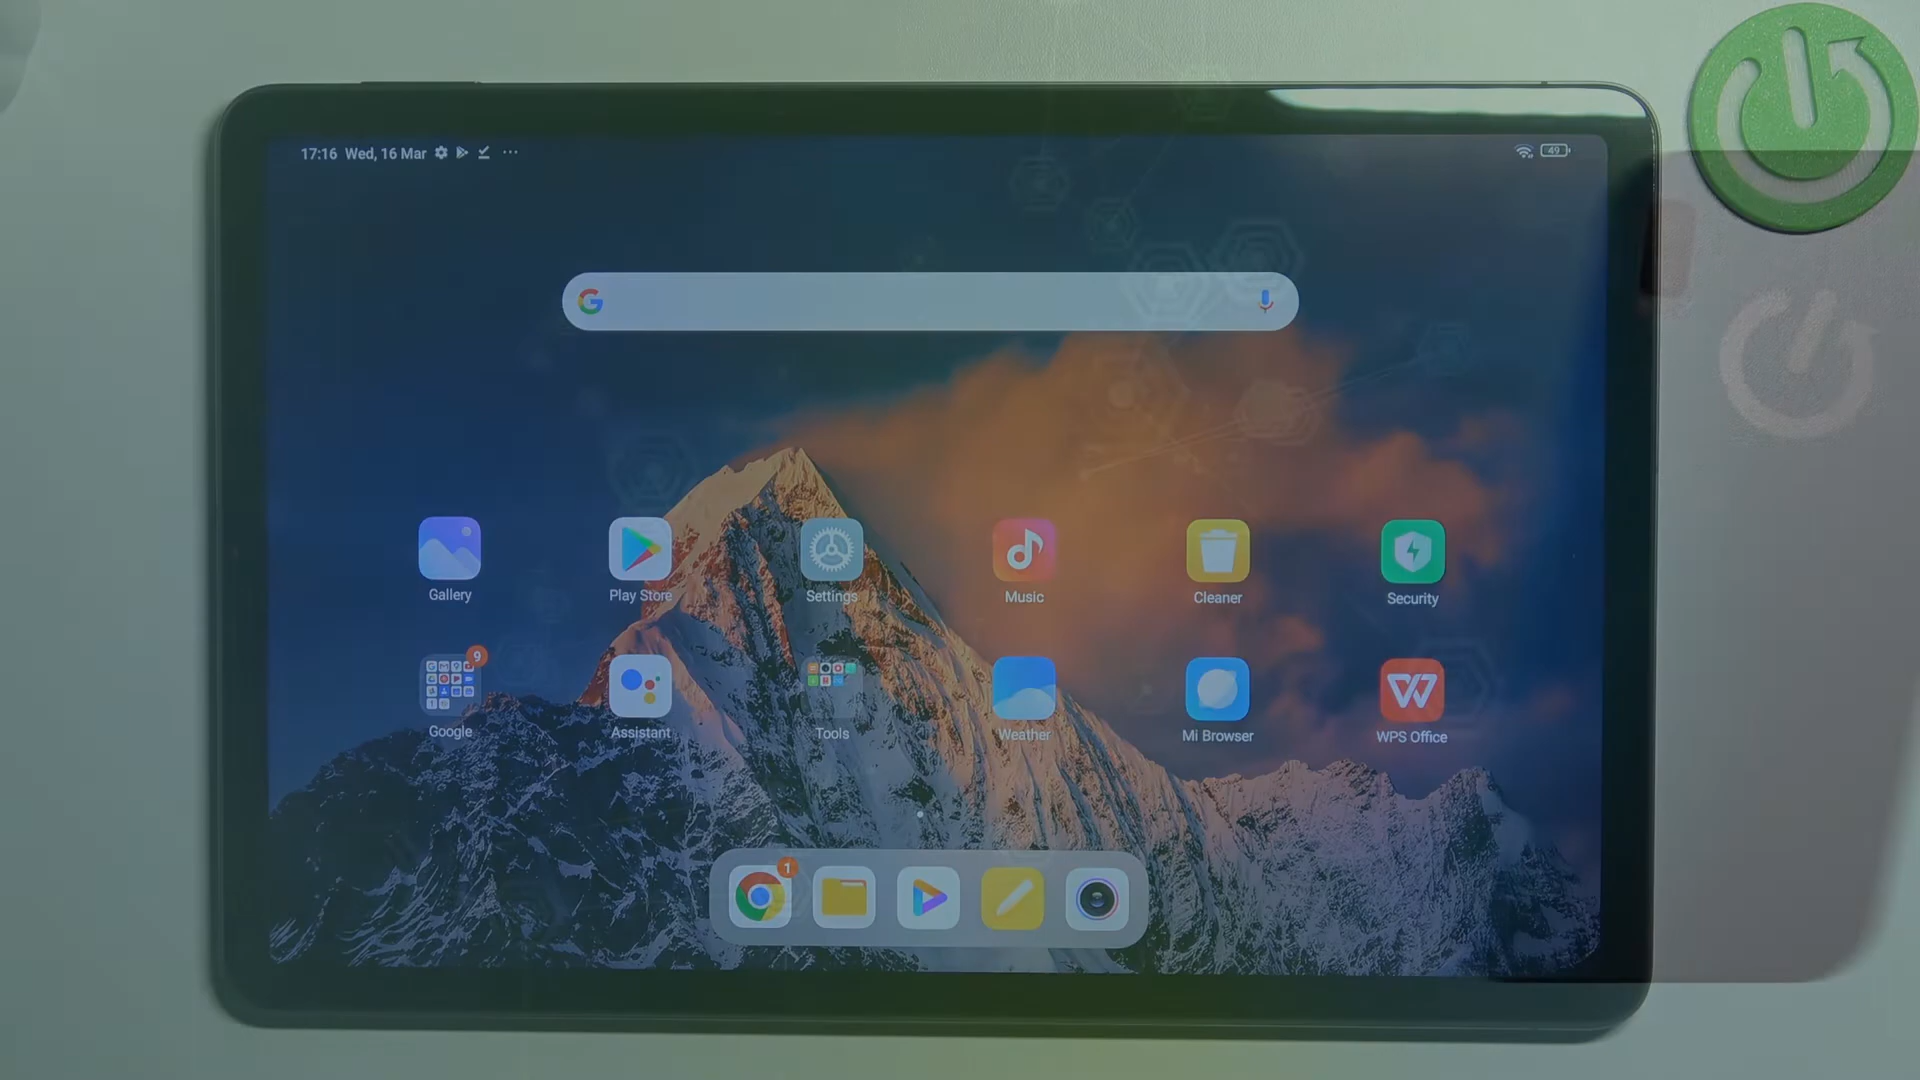 17:16 Wed, 16 Mar
49
Gallery
Play Store
Settings
Music
Cleaner
Security
9
Google
Assistant
Tools
Weather
Mi Browser
WPS Office
1